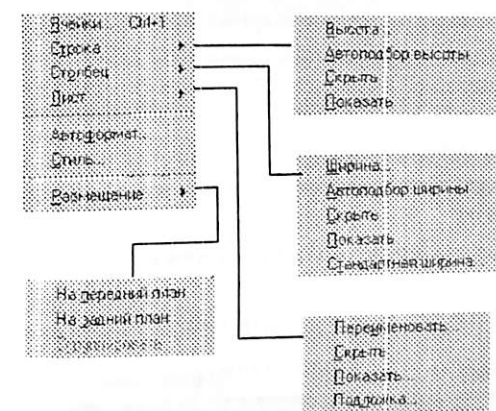 Ячейки... Ctrl+1
Строка
Столбец
Лист
Автоформат...
Стиль...
Размещение
Высота...
Автоподбор высоты
Скрыть
Показать
Ширина...
Автоподбор ширины
Скрыть
Показать
Стандартная ширина...
На передний план
На задний план
Переименовать...
Скрыть
Показать...
Подложка...